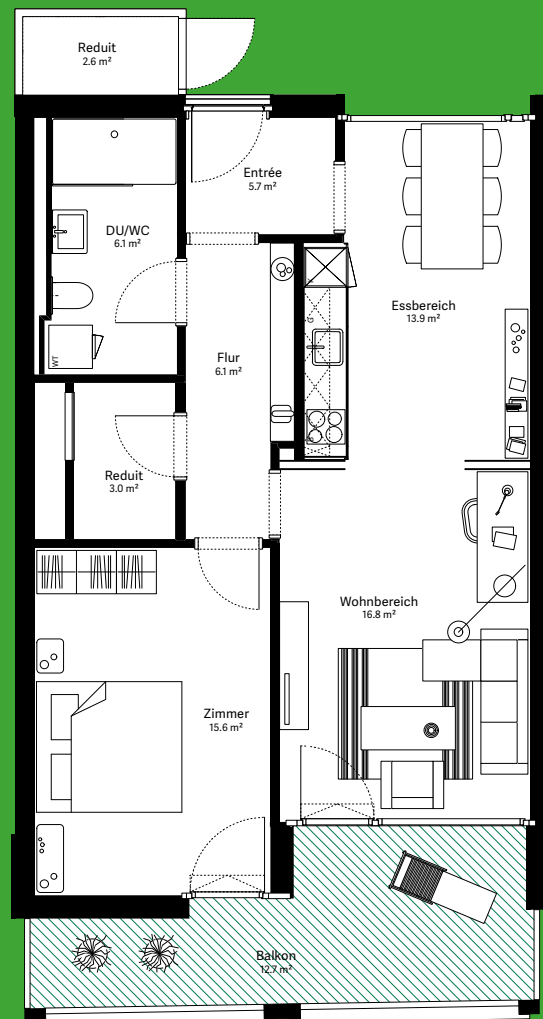 Reduit
2.6 m²
Entrée
5.7 m²
DU/WC
6.1 m²
Essbereich
13.9 m²
WT
Flur
6.1 m²
Reduit
3.0 m²
Wohnbereich
16.8 m²
Zimmer
15.6 m²
Balkon
12.7 m²